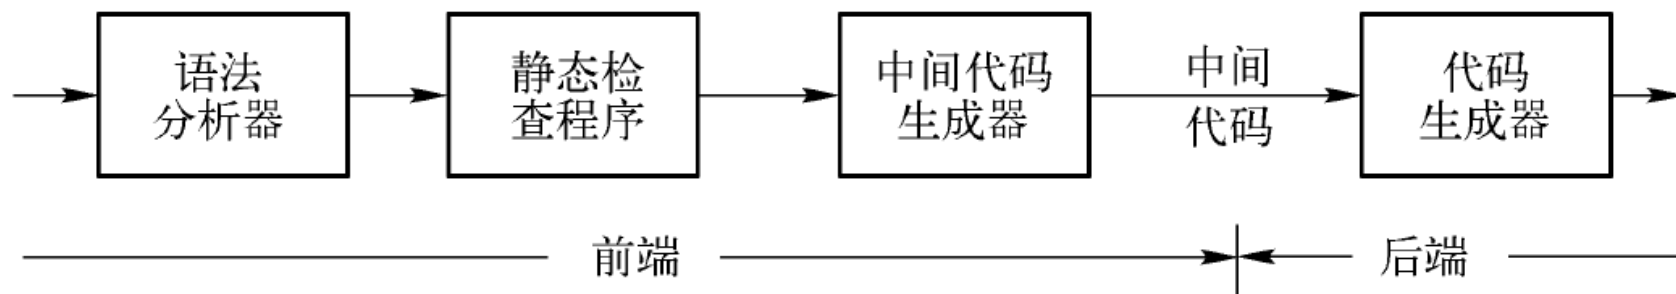 语法
分析器
静态检
查程序
中间代码
生成器
中间
代码
代码
生成器
前端
后端